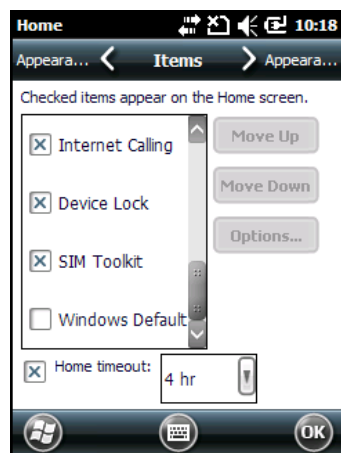 Home 10:18
Appeara... Items Appeara...
Checked items appear on the Home screen.
Internet Calling
Move Up
Device Lock
Move Down
SIM Toolkit
Options...
Windows Default
Home timeout: 4 hr
OK